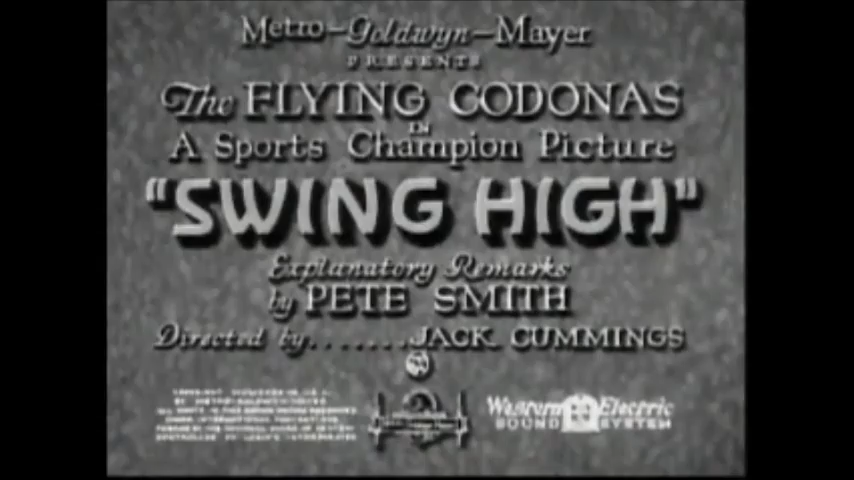 Metro-Goldwyn-Mayer
PRESENTS
The FLYING CODONAS
IN
A Sports Champion Picture
"SWING HIGH"
Explanatory Remarks
by PETE SMITH
Directed by.......JACK CUMMINGS
Western Electric
SOUND SYSTEM